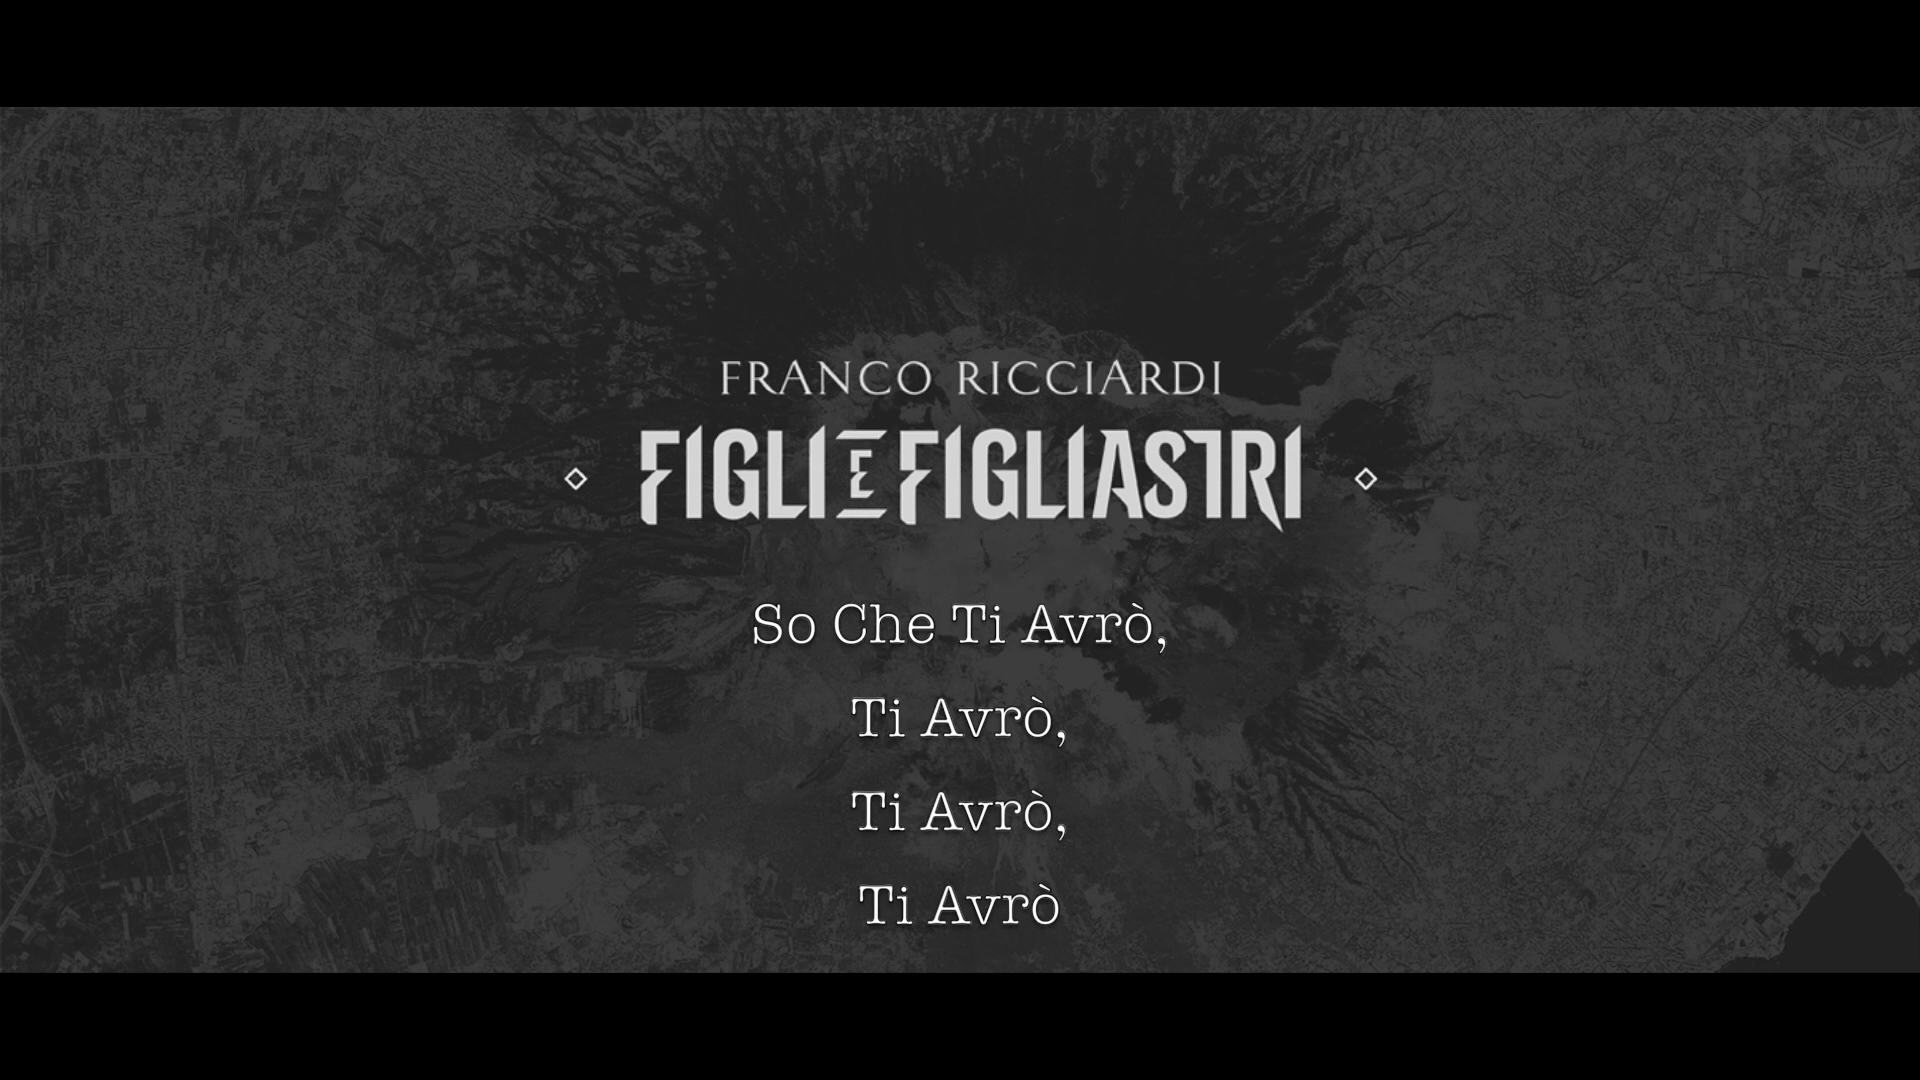 FRANCO RICCIARDI
FIGLI E FIGLIASTRI
So Che Ti Avrò,
Ti Avrò,
Ti Avrò,
Ti Avrò